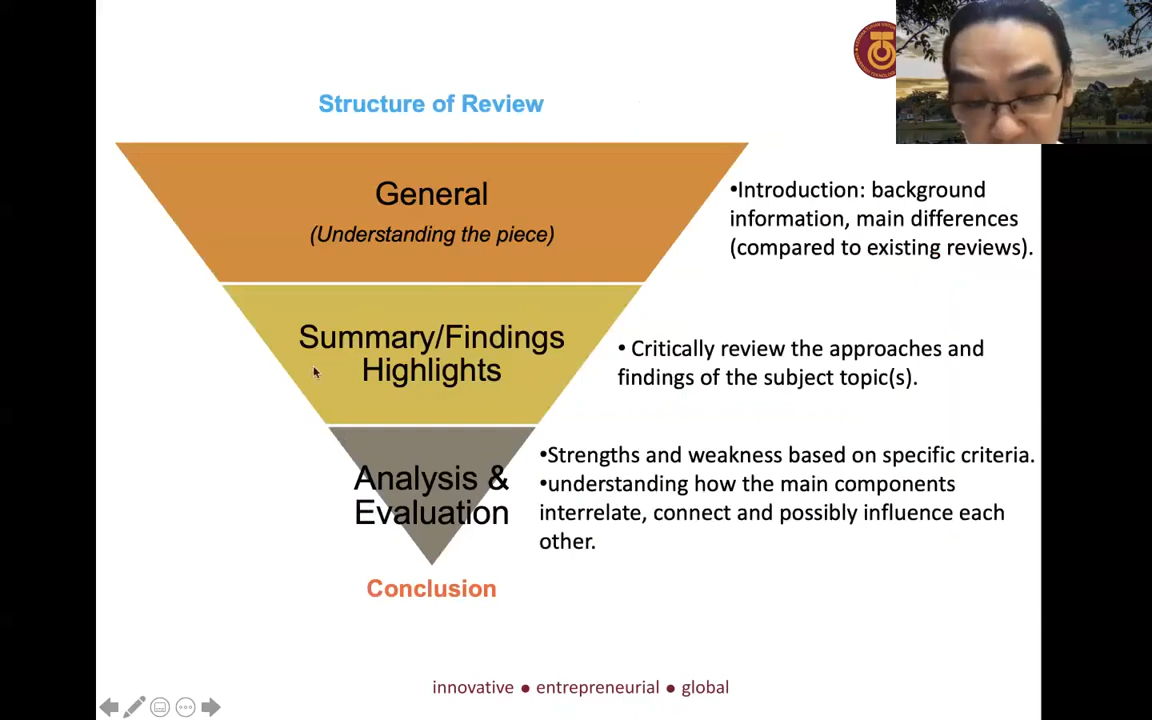 Structure of Review
General
(Understanding the piece)
•Introduction: background
information, main differences
(compared to existing reviews).
Summary/Findings
Highlights
• Critically review the approaches and
findings of the subject topic(s).
Analysis &
Evaluation
•Strengths and weakness based on specific criteria.
•understanding how the main components
interrelate, connect and possibly influence each
other.
Conclusion
innovative ● entrepreneurial ● global